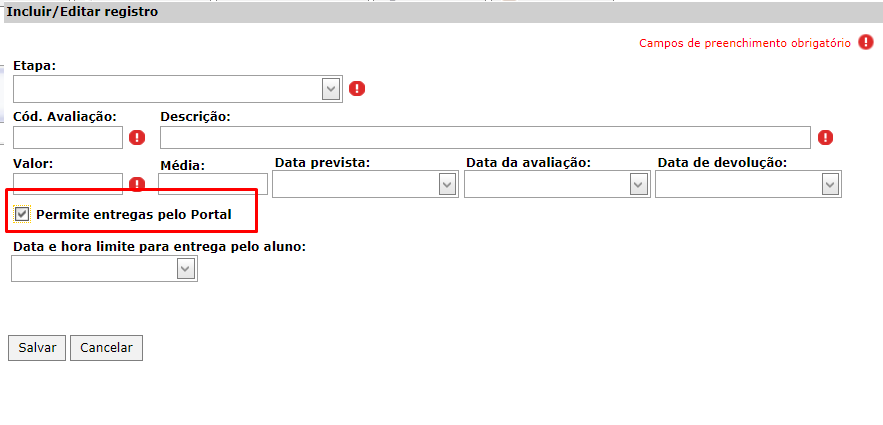 Incluir/Editar registro
Campos de preenchimento obrigatório
Etapa:
Cód. Avaliação: Descrição:
Valor: Média: Data prevista: Data da avaliação: Data de devolução:
Permite entregas pelo Portal
Data e hora limite para entrega pelo aluno:
Salvar Cancelar